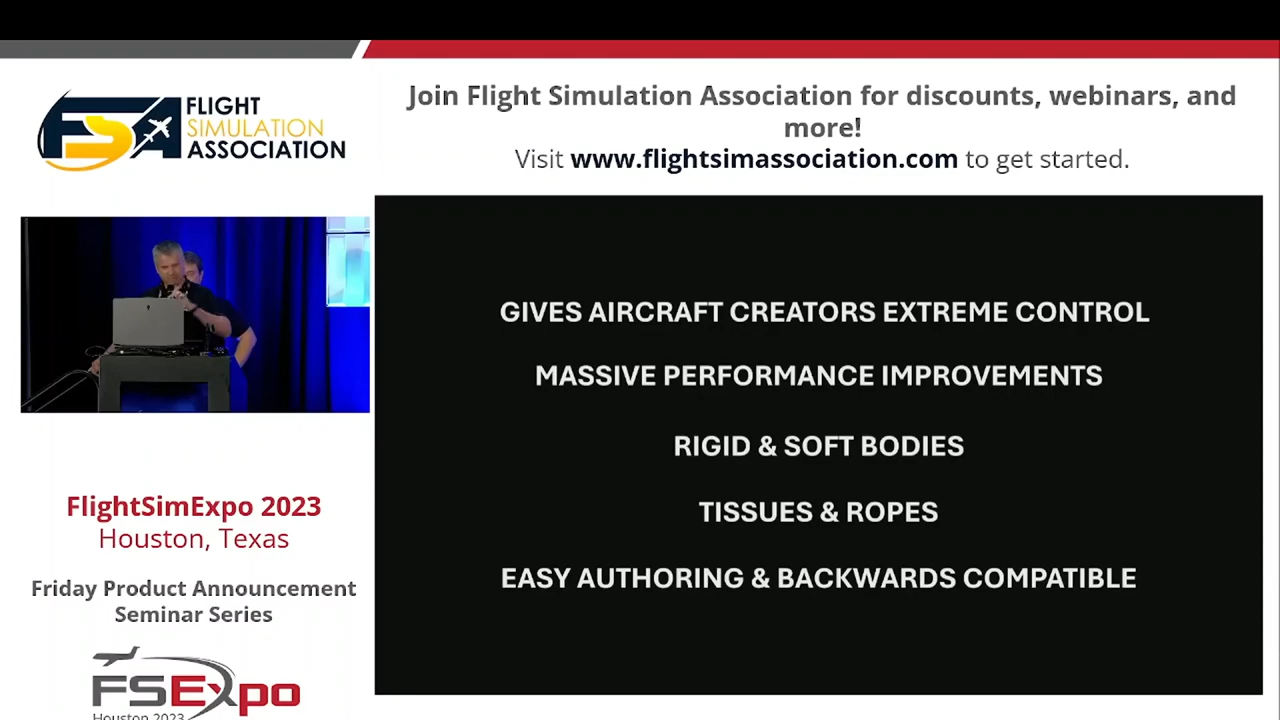 FLIGHT
SIMULATION
ASSOCIATION
Join Flight Simulation Association for discounts, webinars, and
more!
Visit www.flightsimassociation.com to get started.
GIVES AIRCRAFT CREATORS EXTREME CONTROL
MASSIVE PERFORMANCE IMPROVEMENTS
RIGID & SOFT BODIES
TISSUES & ROPES
EASY AUTHORING & BACKWARDS COMPATIBLE
FlightSimExpo 2023
Houston, Texas
Friday Product Announcement
Seminar Series
FSExpo
Houston 2023